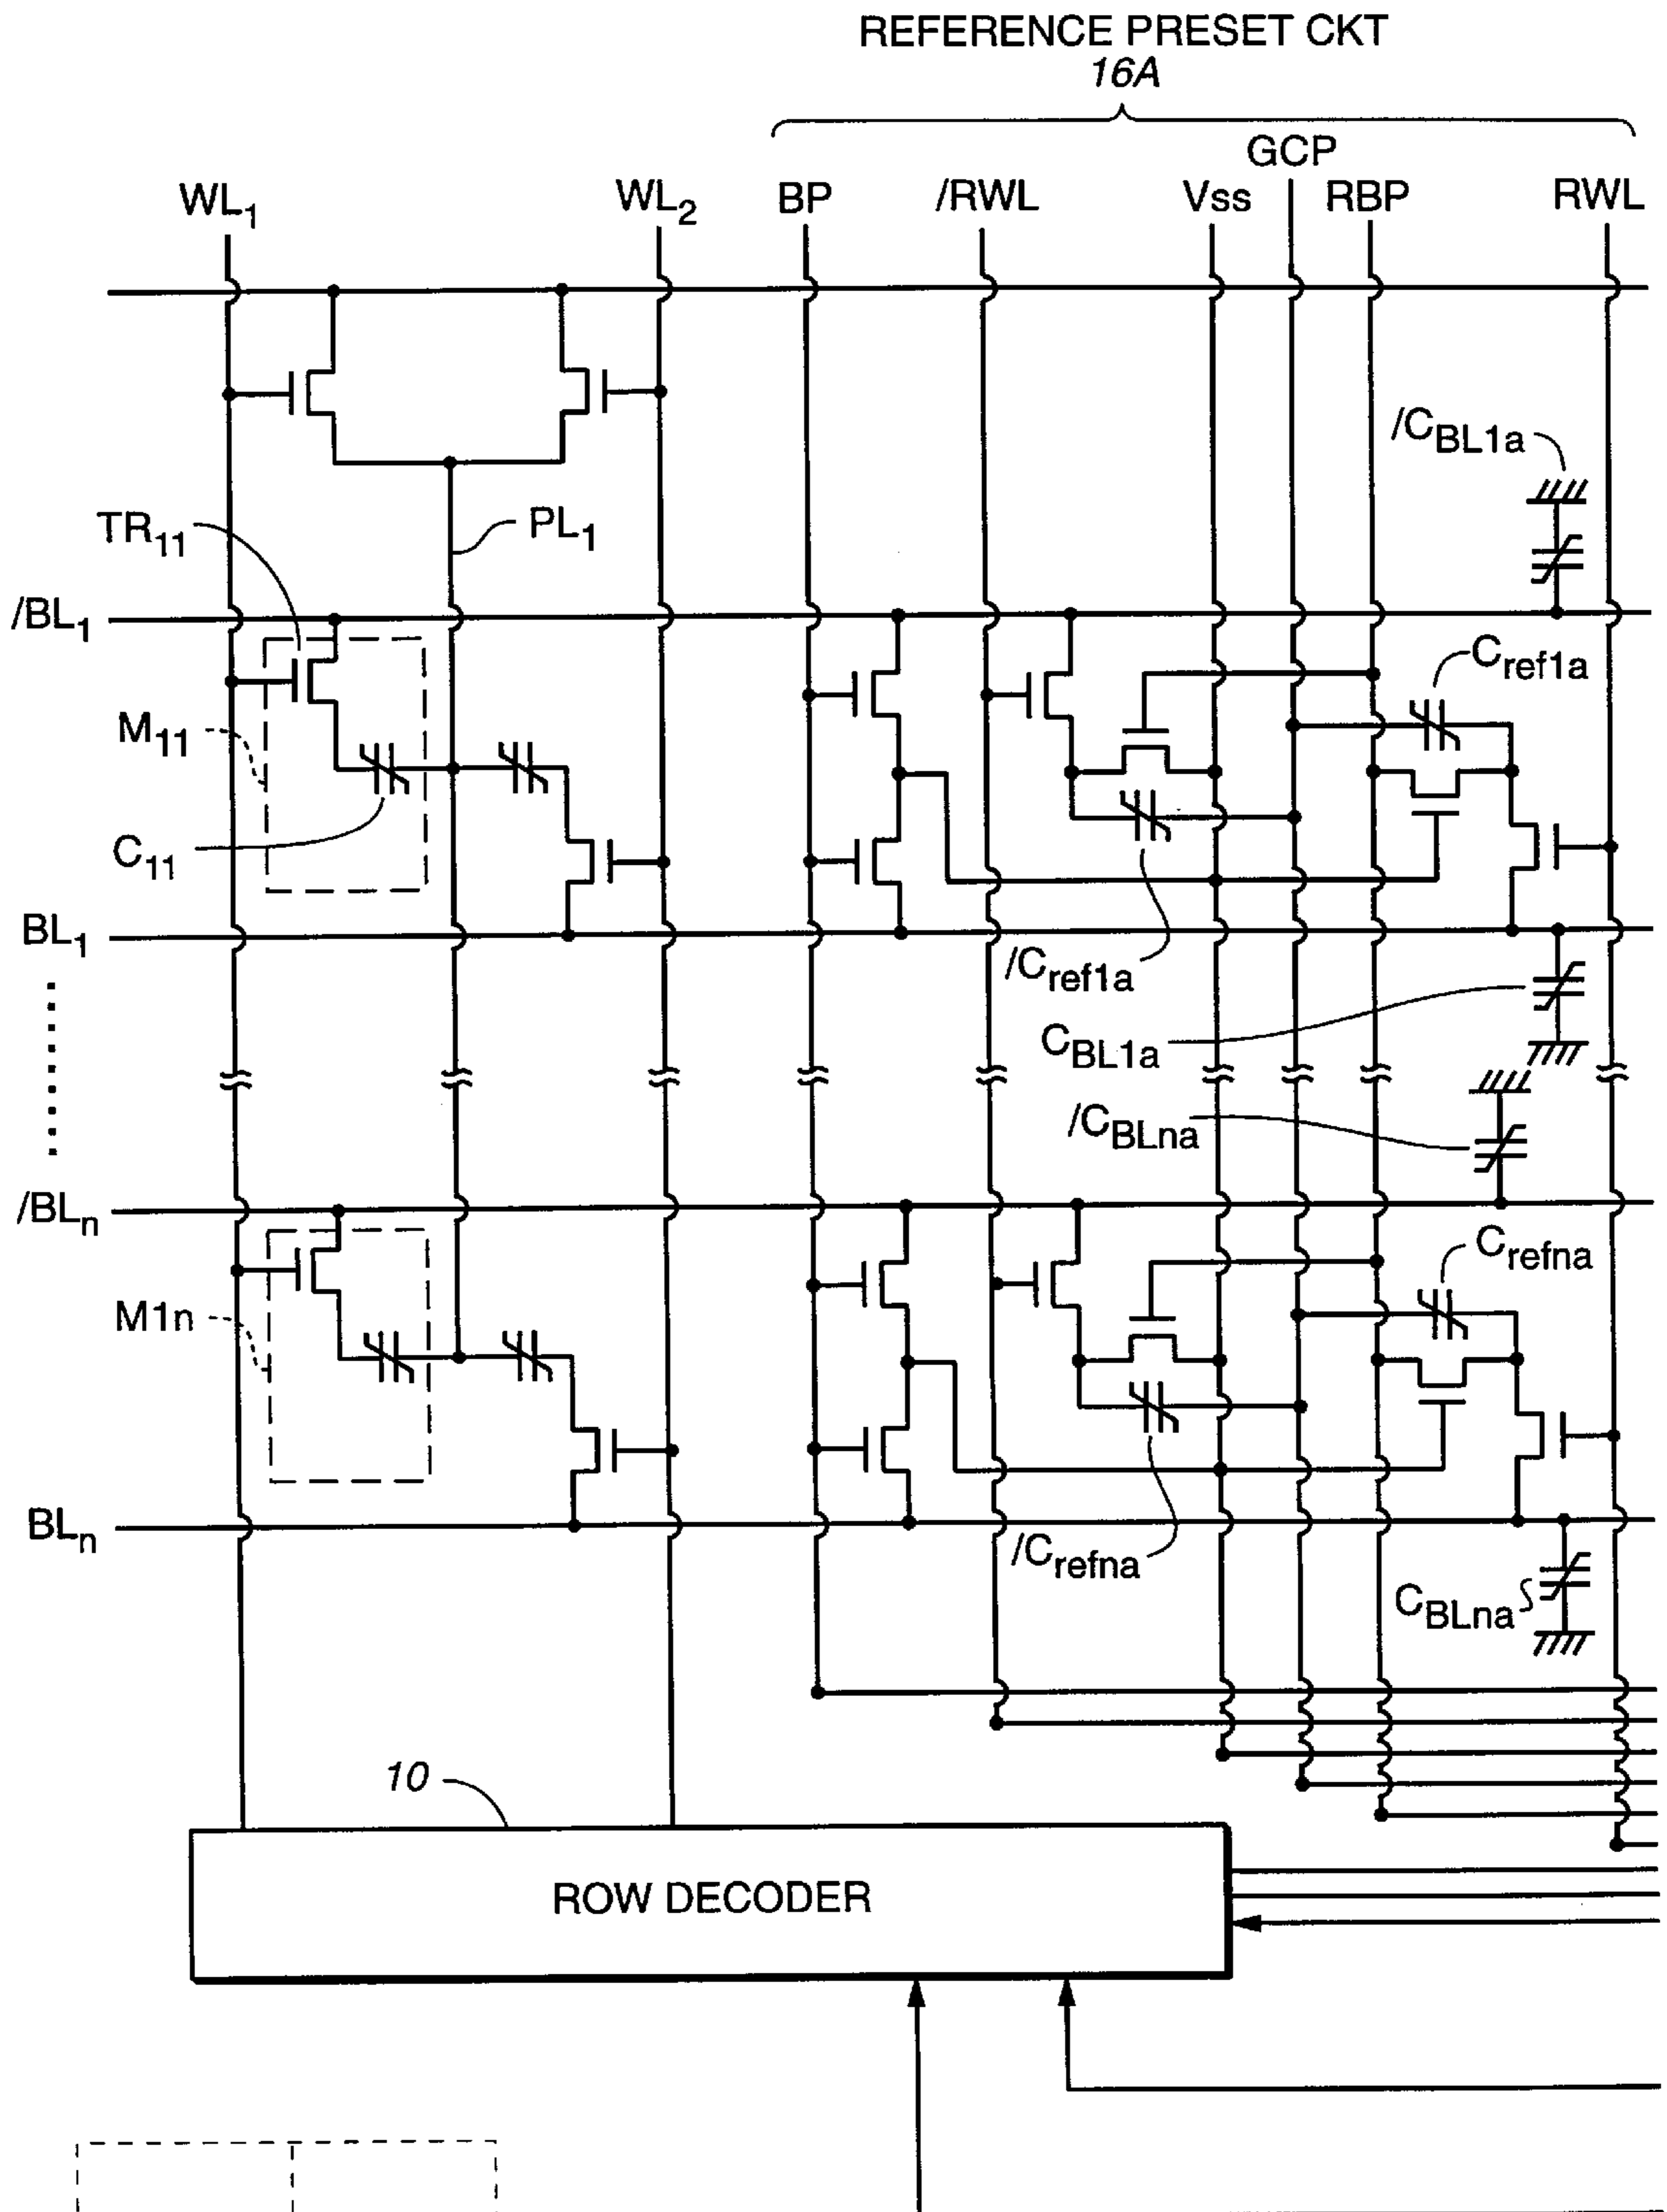 REFERENCE PRESET CKT
16A
GCP
WL1
WL2
BP
/RWL
Vss
RBP
RWL
/CBL1a
TR11
PL1
/BL1
Cref1a
M11
C11
BL1
/Cref1a
CBL1a
/CBLna
/BLn
Crefna
M1n
BLn
/Crefna
CBLna
10
ROW DECODER